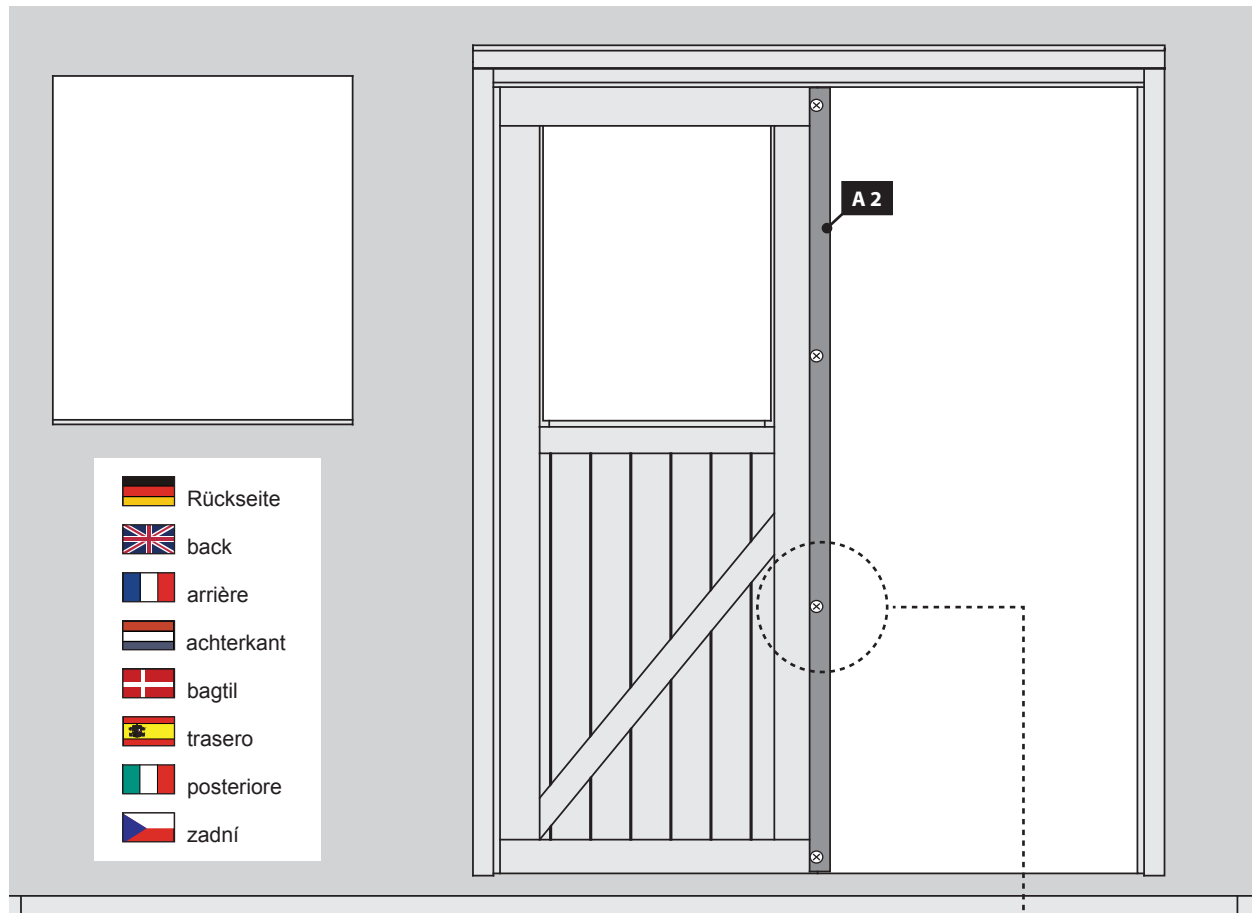 A 2
Rückseite
back
arrière
achterkant
bagtil
trasero
posteriore
zadní